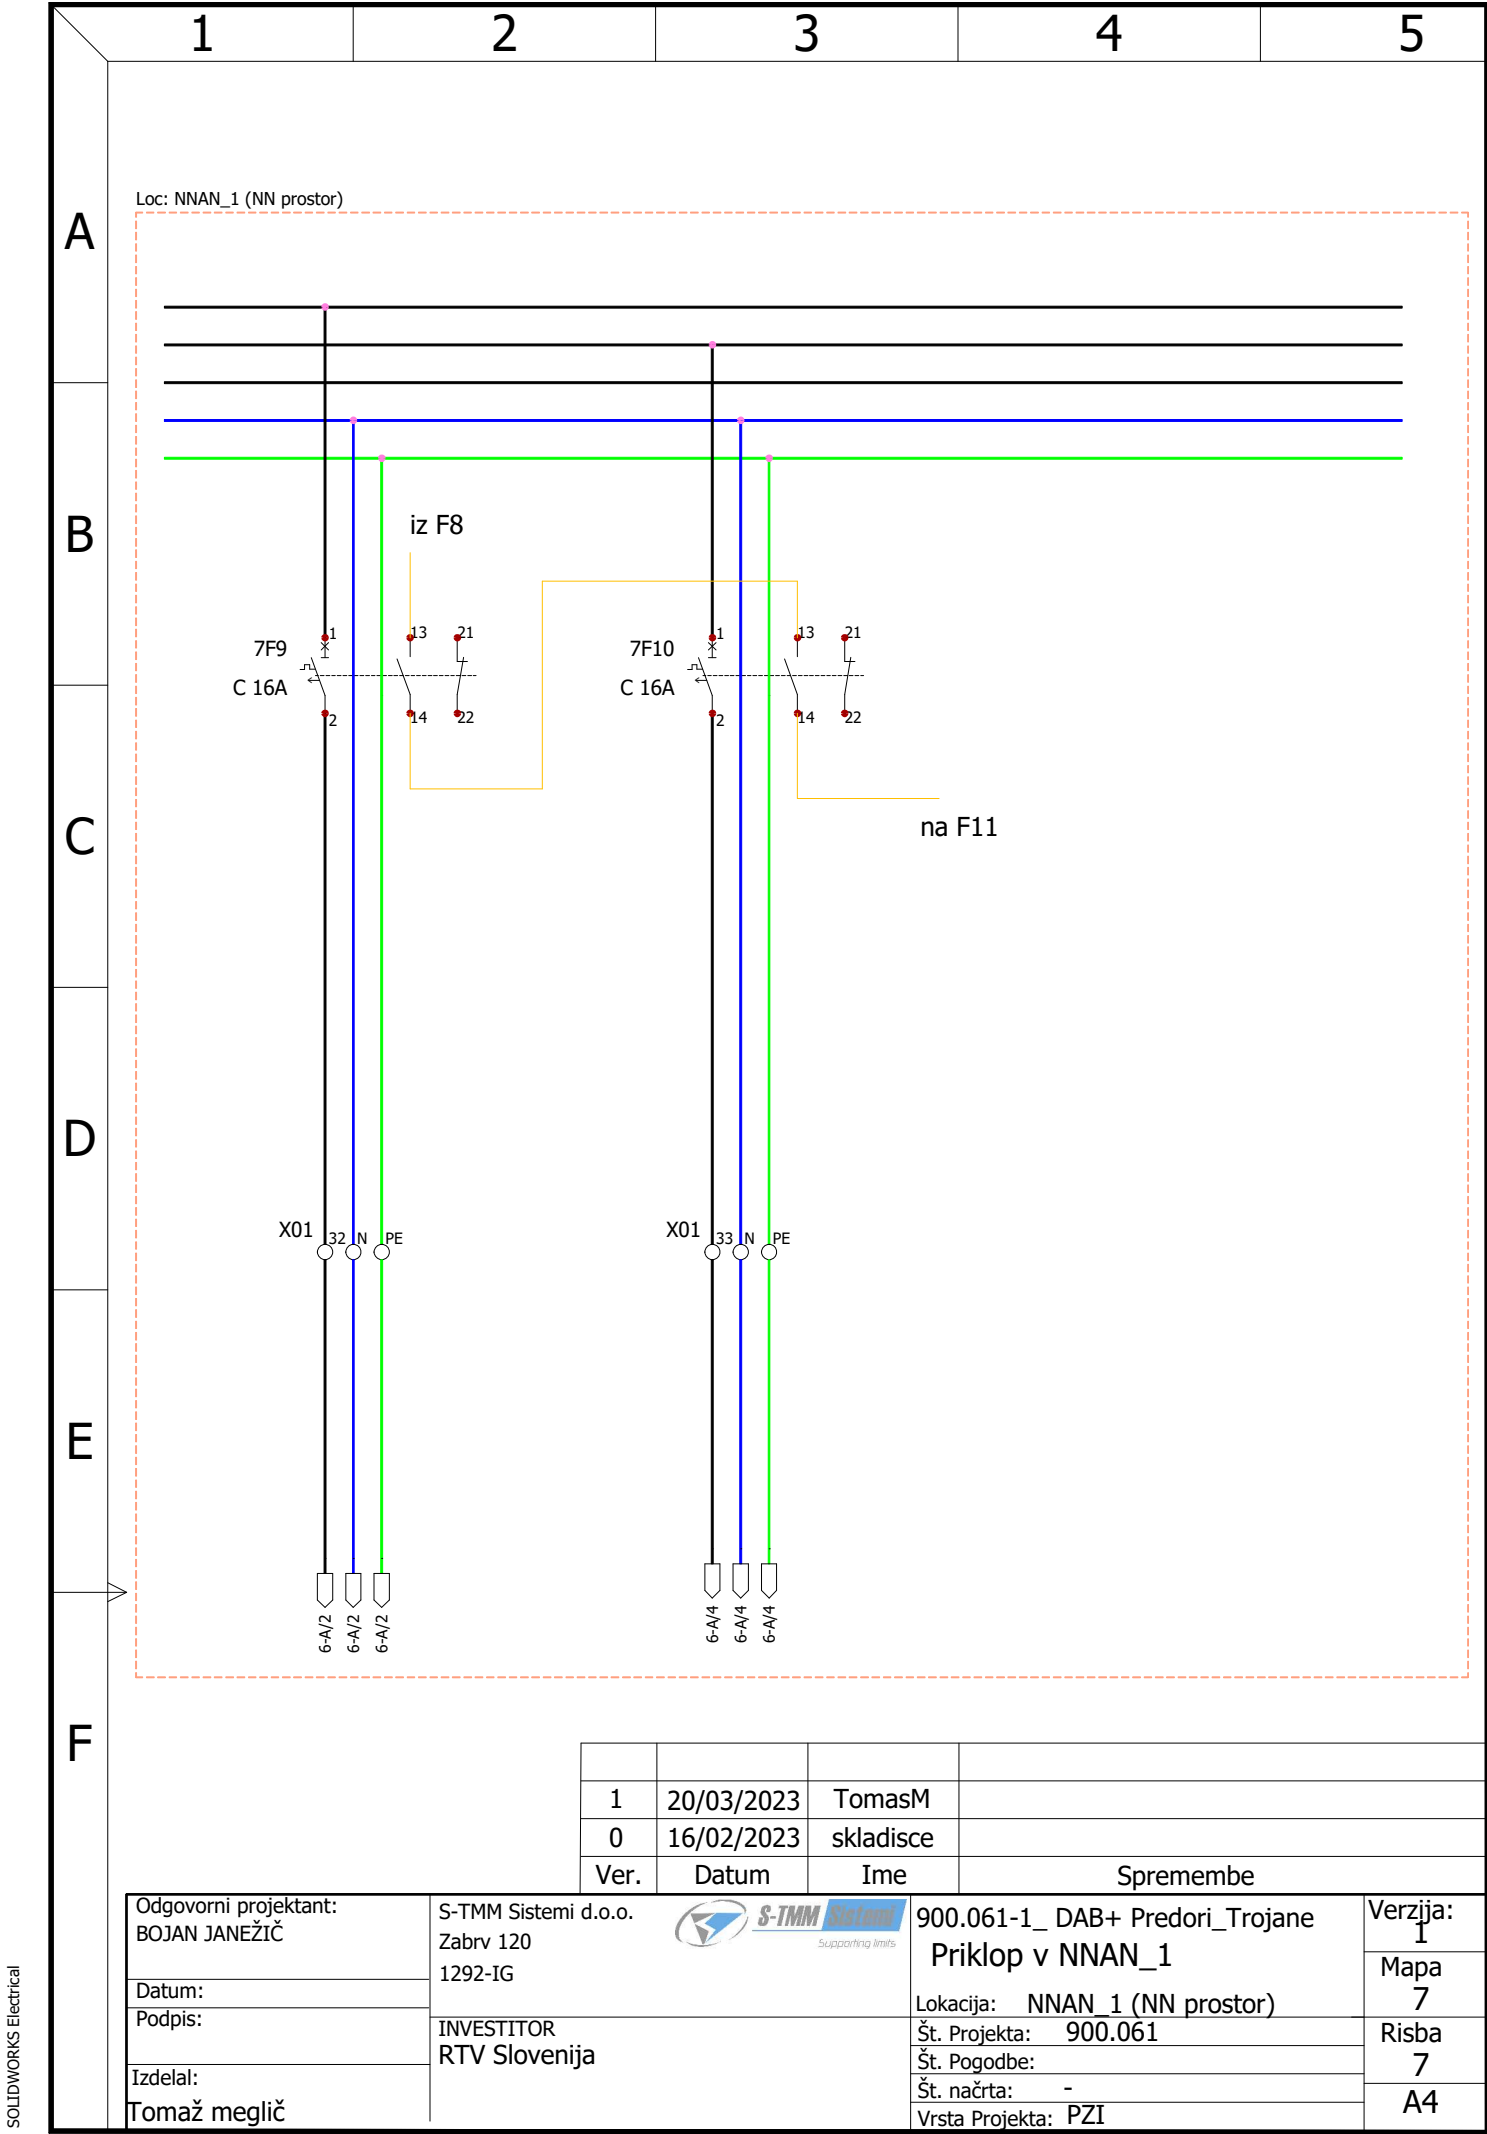 1 2 3 4 5
Loc: NNAN_1 (NN prostor)
A
B
C
D
E
F
iz F8
7F9
C 16A
1
2
13
14
21
22
7F10
C 16A
1
2
13
14
21
22
na F11
X01 32 N PE
X01 33 N PE
6-A/2 6-A/2 6-A/2
6-A/4 6-A/4 6-A/4
1 20/03/2023 TomasM
0 16/02/2023 skladisce
Ver. Datum Ime Spremembe
Odgovorni projektant:
BOJAN JANEŽIČ
Datum:
Podpis:
Izdelal:
Tomaž meglič
S-TMM Sistemi d.o.o.
Zabrv 120
1292-IG
S-TMM Sistemi
Supporting limits
INVESTITOR
RTV Slovenija
900.061-1_ DAB+ Predori_Trojane
Priklop v NNAN_1
Lokacija: NNAN_1 (NN prostor)
Št. Projekta: 900.061
Št. Pogodbe:
Št. načrta: -
Vrsta Projekta: PZI
Verzija:
1
Mapa
7
Risba
7
A4
SOLIDWORKS Electrical